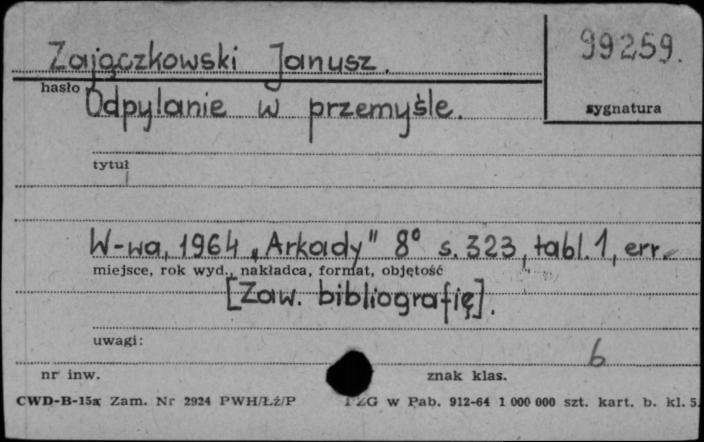 Zajączkowski Janusz.
99259.
hasło
sygnatura
Odpylanie w przemyśle.
tytuł
W-wa, 1964 „Arkady" 8° s. 323, tabl. 1, err.
miejsce, rok wyd., nakładca, format, objętość
[Zaw. bibliografię].
uwagi:
6
nr inw.
znak klas.
CWD-B-15a Zam. Nr 2924 PWH/Łź/P ZG w Pab. 912-64 1 000 000 szt. kart. b. kl. 5.